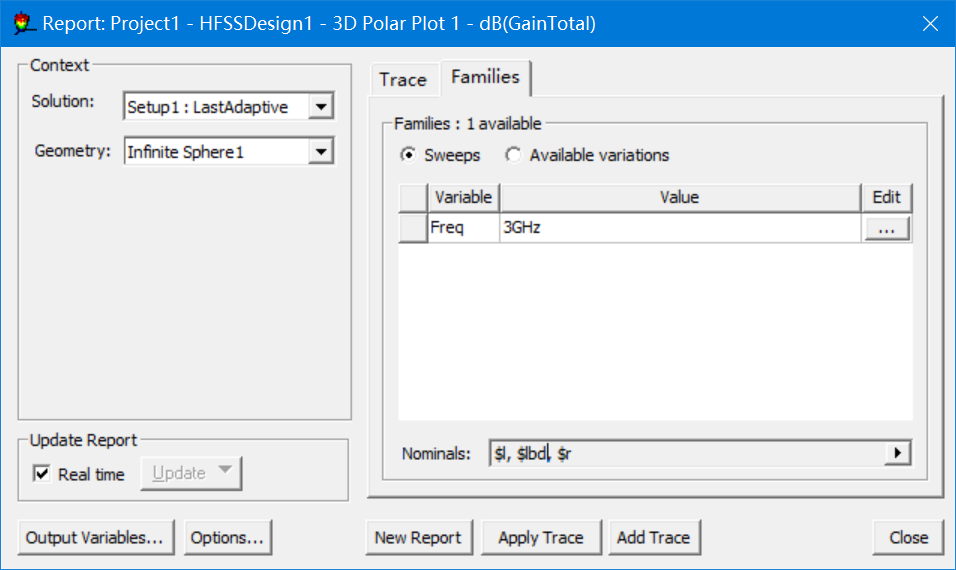 Report: Project1 - HFSSDesign1 - 3D Polar Plot 1 - dB(GainTotal)
Context
Solution: Setup1 : LastAdaptive
Geometry: Infinite Sphere1
Update Report
Real time Update
Output Variables... Options...
Trace Families
Families : 1 available
Sweeps Available variations
Variable Value Edit
Freq 3GHz ...
Nominals: $l, $lbd, $r
New Report Apply Trace Add Trace Close